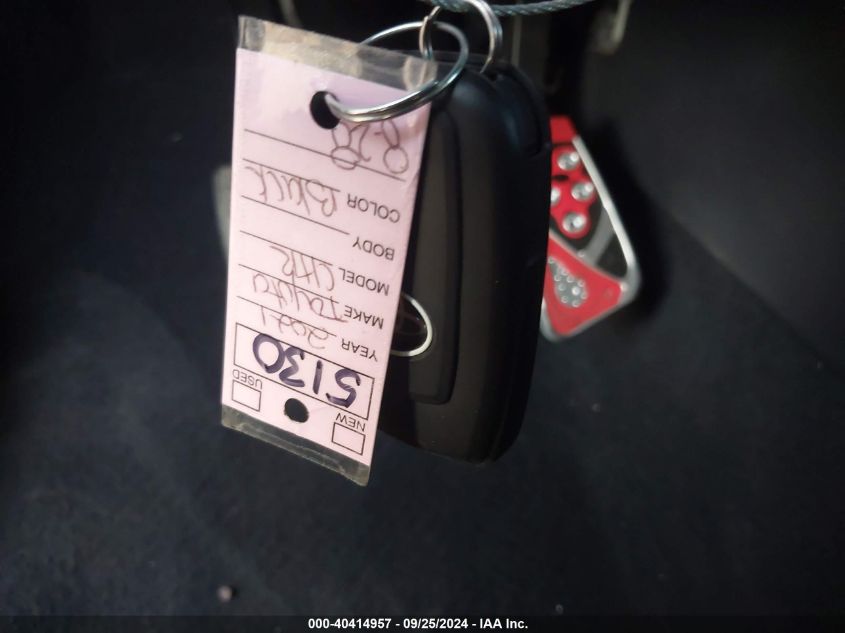 NEW USED
5130
YEAR 2021
MAKE Toyota
MODEL CHR
BODY
COLOR Black
000-40414957 - 09/25/2024 - IAA Inc.